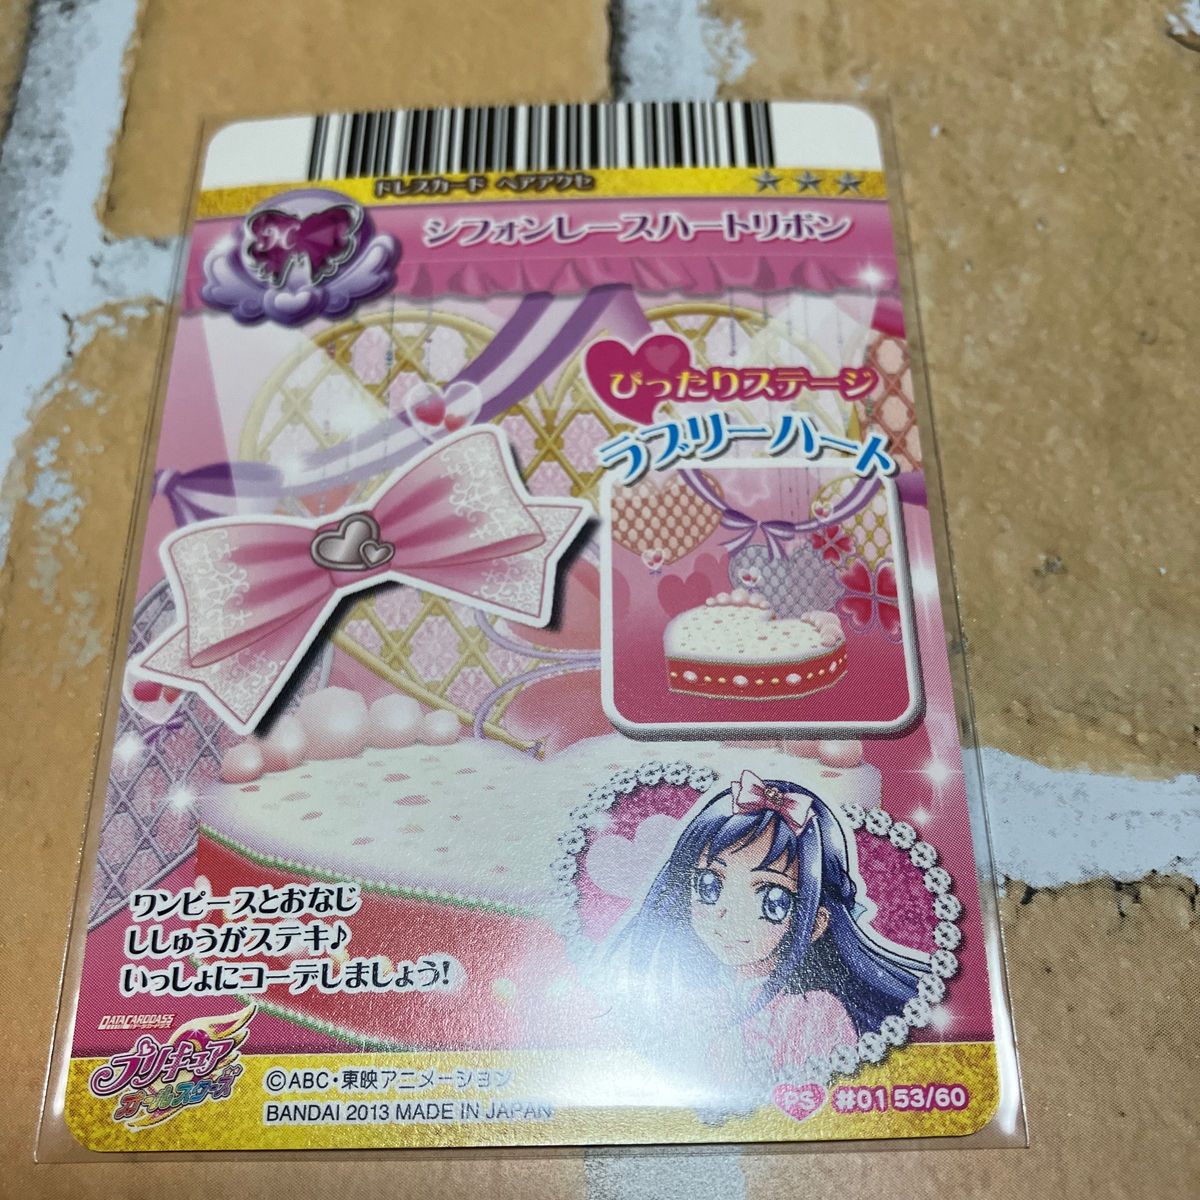 ドレスカード ヘアアクセ
シフォンレースハートリボン
ぴったりステージ
ラブリーハート
ワンピースとおなじ
ししゅうがステキ♪
いっしょにコーデしましょう!
DATA CARDDASS
プリキュア
オールスターズ
©ABC・東映アニメーション
BANDAI 2013 MADE IN JAPAN
PS #01 53/60